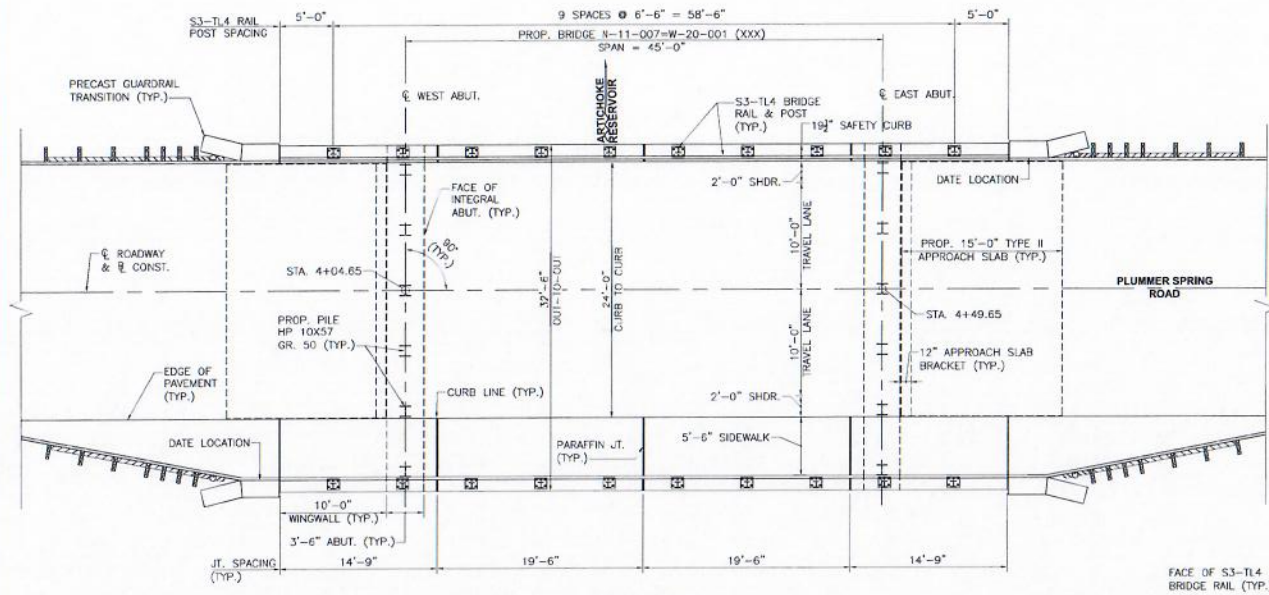 S3-TL4 RAIL
POST SPACING
5'-0"
9 SPACES @ 6'-6" = 58'-6"
5'-0"
PROP. BRIDGE N-11-007=W-20-001 (XXX)
SPAN = 45'-0"
PRECAST GUARDRAIL
TRANSITION (TYP.)
℄ WEST ABUT.
ARTICHOKE
RESERVOIR
S3-TL4 BRIDGE
RAIL & POST
(TYP.)
℄ EAST ABUT.
19½" SAFETY CURB
2'-0" SHDR.
DATE LOCATION
FACE OF
INTEGRAL
ABUT. (TYP.)
90°
(TYP.)
10'-0"
TRAVEL LANE
PROP. 15'-0" TYPE II
APPROACH SLAB (TYP.)
℄ ROADWAY
& ⅊ CONST.
STA. 4+04.65
32'-6"
OUT-TO-OUT
24'-0"
CURB TO CURB
PLUMMER SPRING
ROAD
STA. 4+49.65
PROP. PILE
HP 10X57
GR. 50 (TYP.)
10'-0"
TRAVEL LANE
12" APPROACH SLAB
BRACKET (TYP.)
EDGE OF
PAVEMENT
(TYP.)
CURB LINE (TYP.)
2'-0" SHDR.
DATE LOCATION
PARAFFIN JT.
(TYP.)
5'-6" SIDEWALK
10'-0"
WINGWALL (TYP.)
3'-6" ABUT. (TYP.)
JT. SPACING
(TYP.)
14'-9"
19'-6"
19'-6"
14'-9"
FACE OF S3-TL4
BRIDGE RAIL (TYP.